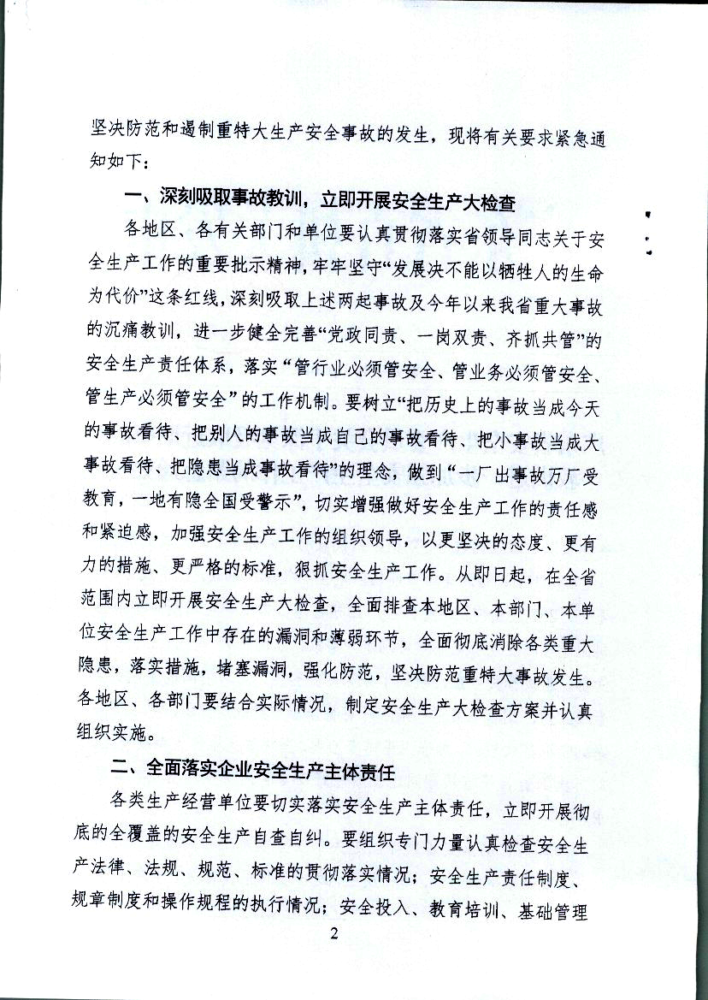 坚决防范和遏制重特大生产安全事故的发生，现将有关要求紧急通
知如下：
一、深刻吸取事故教训，立即开展安全生产大检查
各地区、各有关部门和单位要认真贯彻落实省领导同志关于安
全生产工作的重要批示精神，牢牢坚守“发展决不能以牺牲人的生命
为代价”这条红线，深刻吸取上述两起事故及今年以来我省重大事故
的沉痛教训，进一步健全完善“党政同责、一岗双责、齐抓共管”的
安全生产责任体系，落实“管行业必须管安全、管业务必须管安全、
管生产必须管安全”的工作机制。要树立“把历史上的事故当成今天
的事故看待、把别人的事故当成自己的事故看待、把小事故当成大
事故看待、把隐患当成事故看待”的理念，做到“一厂出事故万厂受
教育，一地有隐全国受警示”，切实增强做好安全生产工作的责任感
和紧迫感，加强安全生产工作的组织领导，以更坚决的态度、更有
力的措施、更严格的标准，狠抓安全生产工作。从即日起，在全省
范围内立即开展安全生产大检查，全面排查本地区、本部门、本单
位安全生产工作中存在的漏洞和薄弱环节，全面彻底消除各类重大
隐患，落实措施，堵塞漏洞，强化防范，坚决防范重特大事故发生。
各地区、各部门要结合实际情况，制定安全生产大检查方案并认真
组织实施。
二、全面落实企业安全生产主体责任
各类生产经营单位要切实落实安全生产主体责任，立即开展彻
底的全覆盖的安全生产自查自纠。要组织专门力量认真检查安全生
产法律、法规、规范、标准的贯彻落实情况；安全生产责任制度、
规章制度和操作规程的执行情况；安全投入、教育培训、基础管理
2